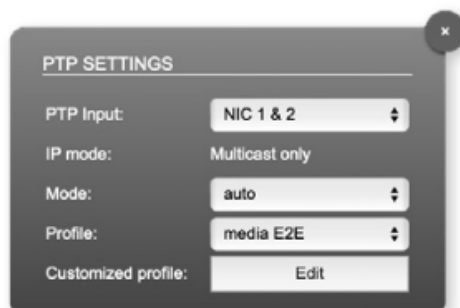 PTP SETTINGS
PTP Input: NIC 1 & 2
IP mode: Multicast only
Mode: auto
Profile: media E2E
Customized profile: Edit